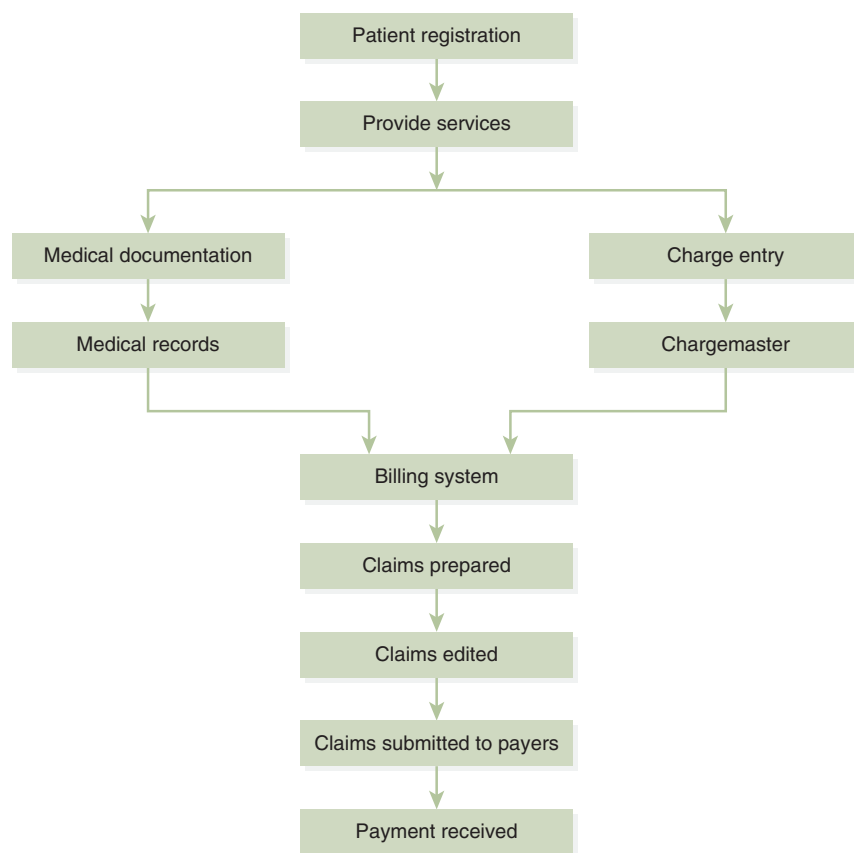 Patient registration
Provide services
Medical documentation
Charge entry
Medical records
Chargemaster
Billing system
Claims prepared
Claims edited
Claims submitted to payers
Payment received